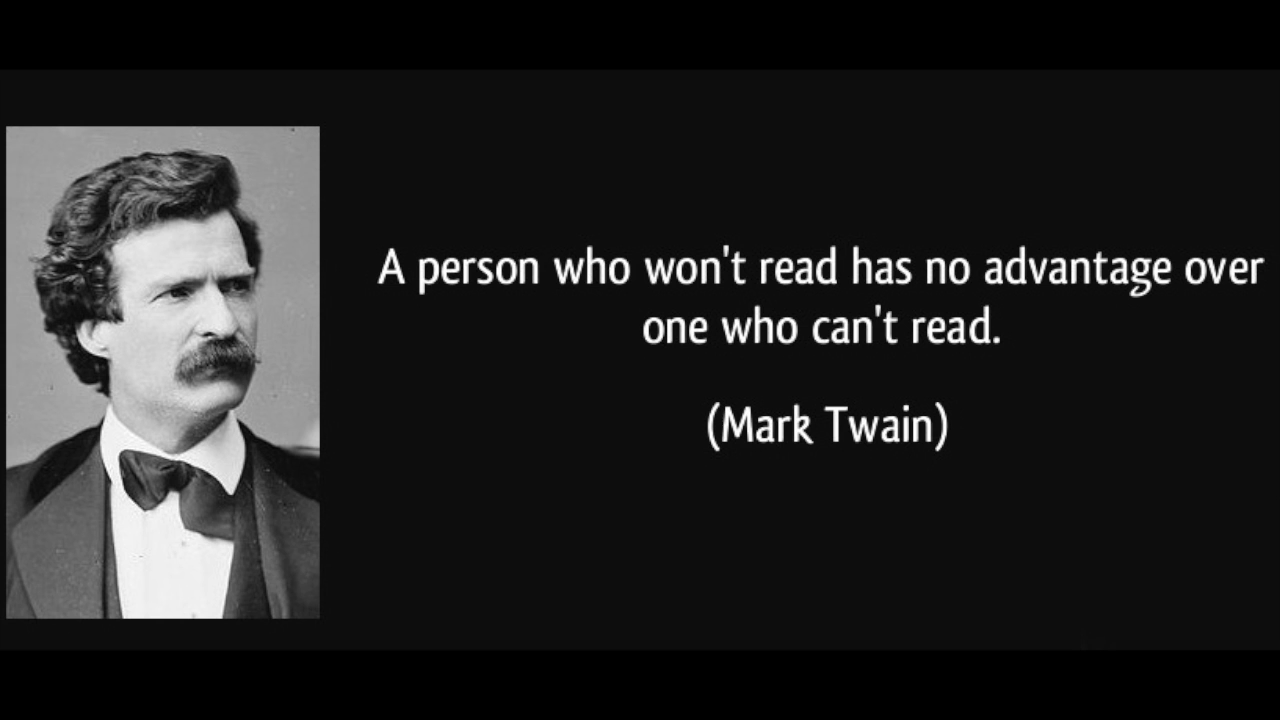 A person who won't read has no advantage over
one who can't read.
(Mark Twain)